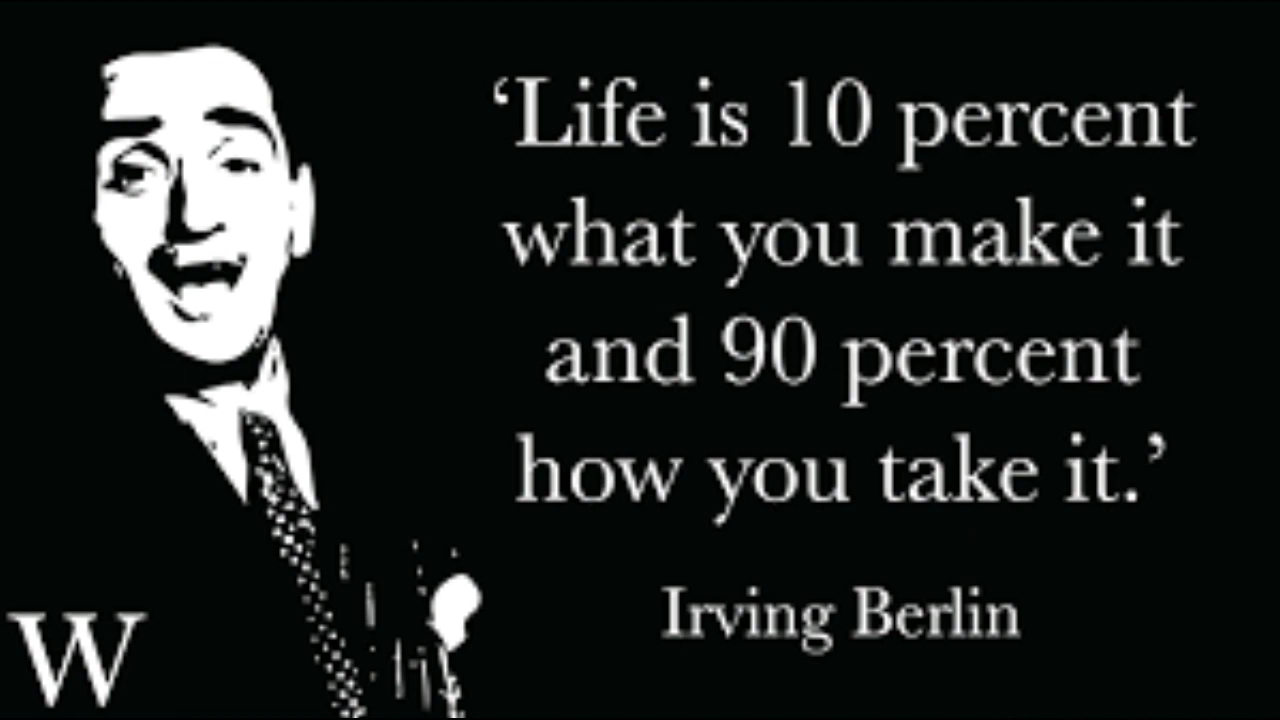 ‘Life is 10 percent
what you make it
and 90 percent
how you take it.’
Irving Berlin
W